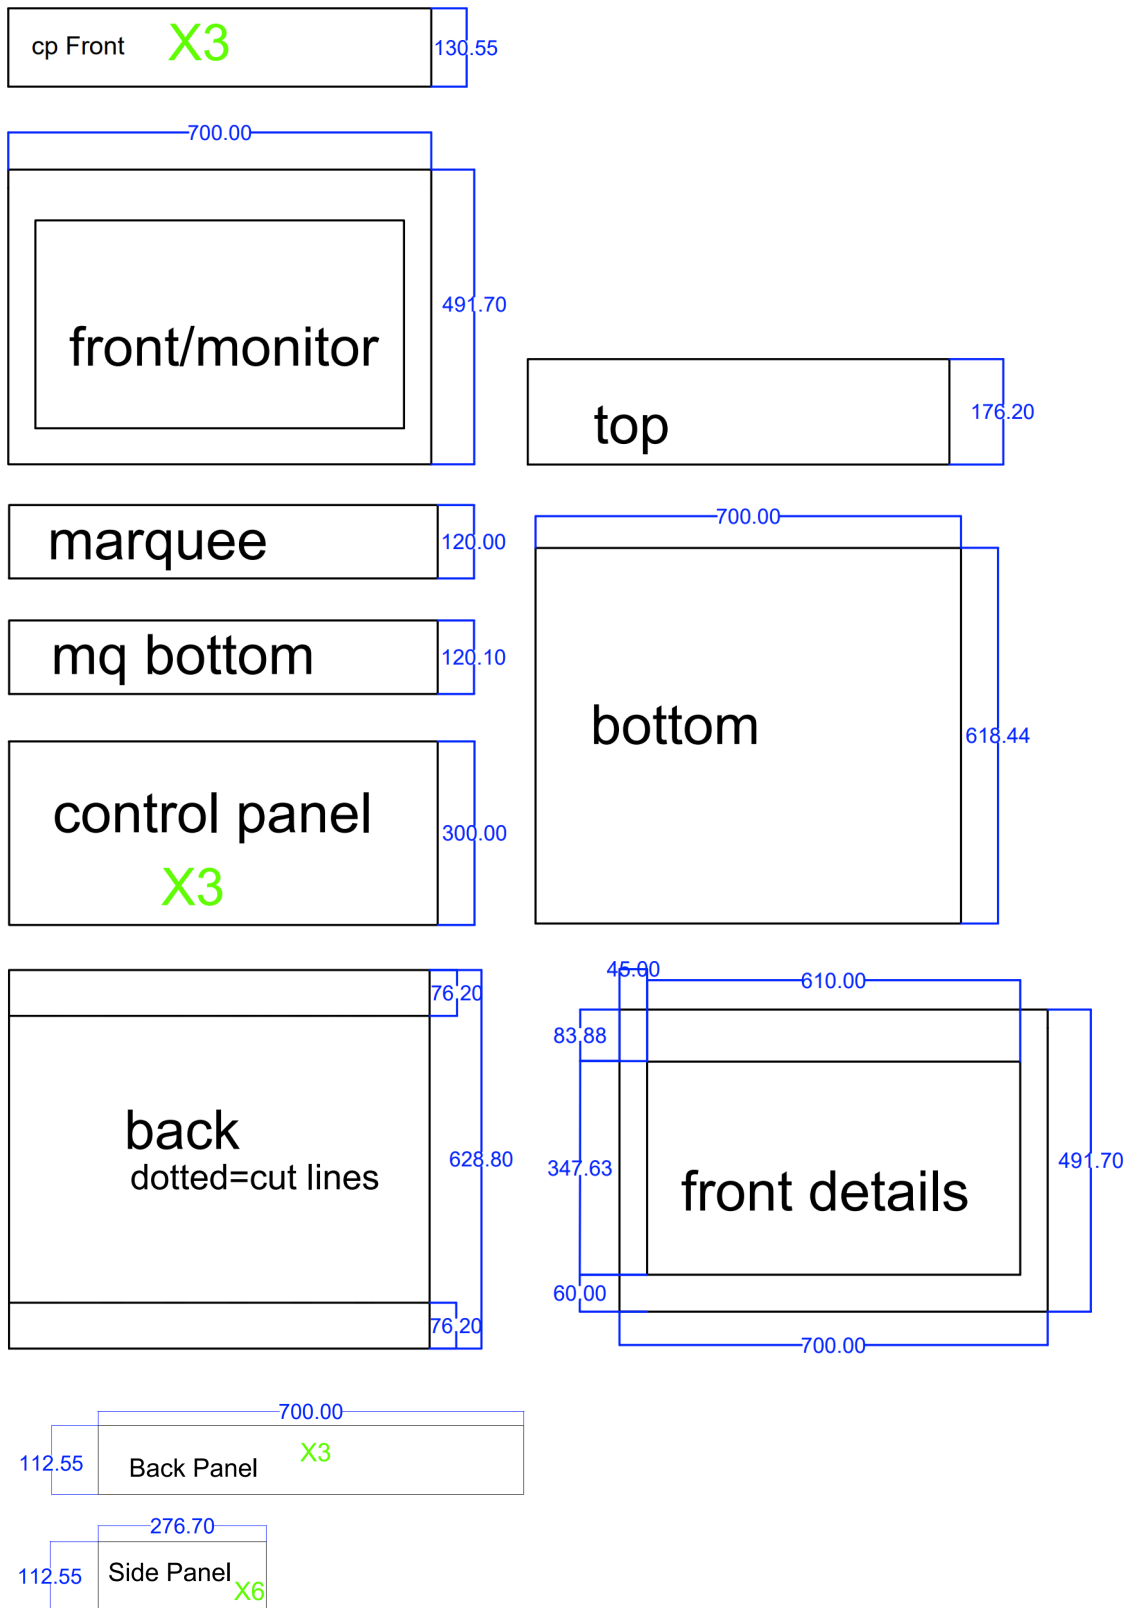 cp Front X3 130.55
700.00
491.70
front/monitor
176.20
top
marquee 120.00
700.00
mq bottom 120.10
bottom 618.44
control panel 300.00
X3
45.00
76.20
610.00
83.88
back
628.80
dotted=cut lines
347.63
491.70
front details
60.00
76.20
700.00
700.00
X3
112.55
Back Panel
276.70
112.55
Side Panel
X6